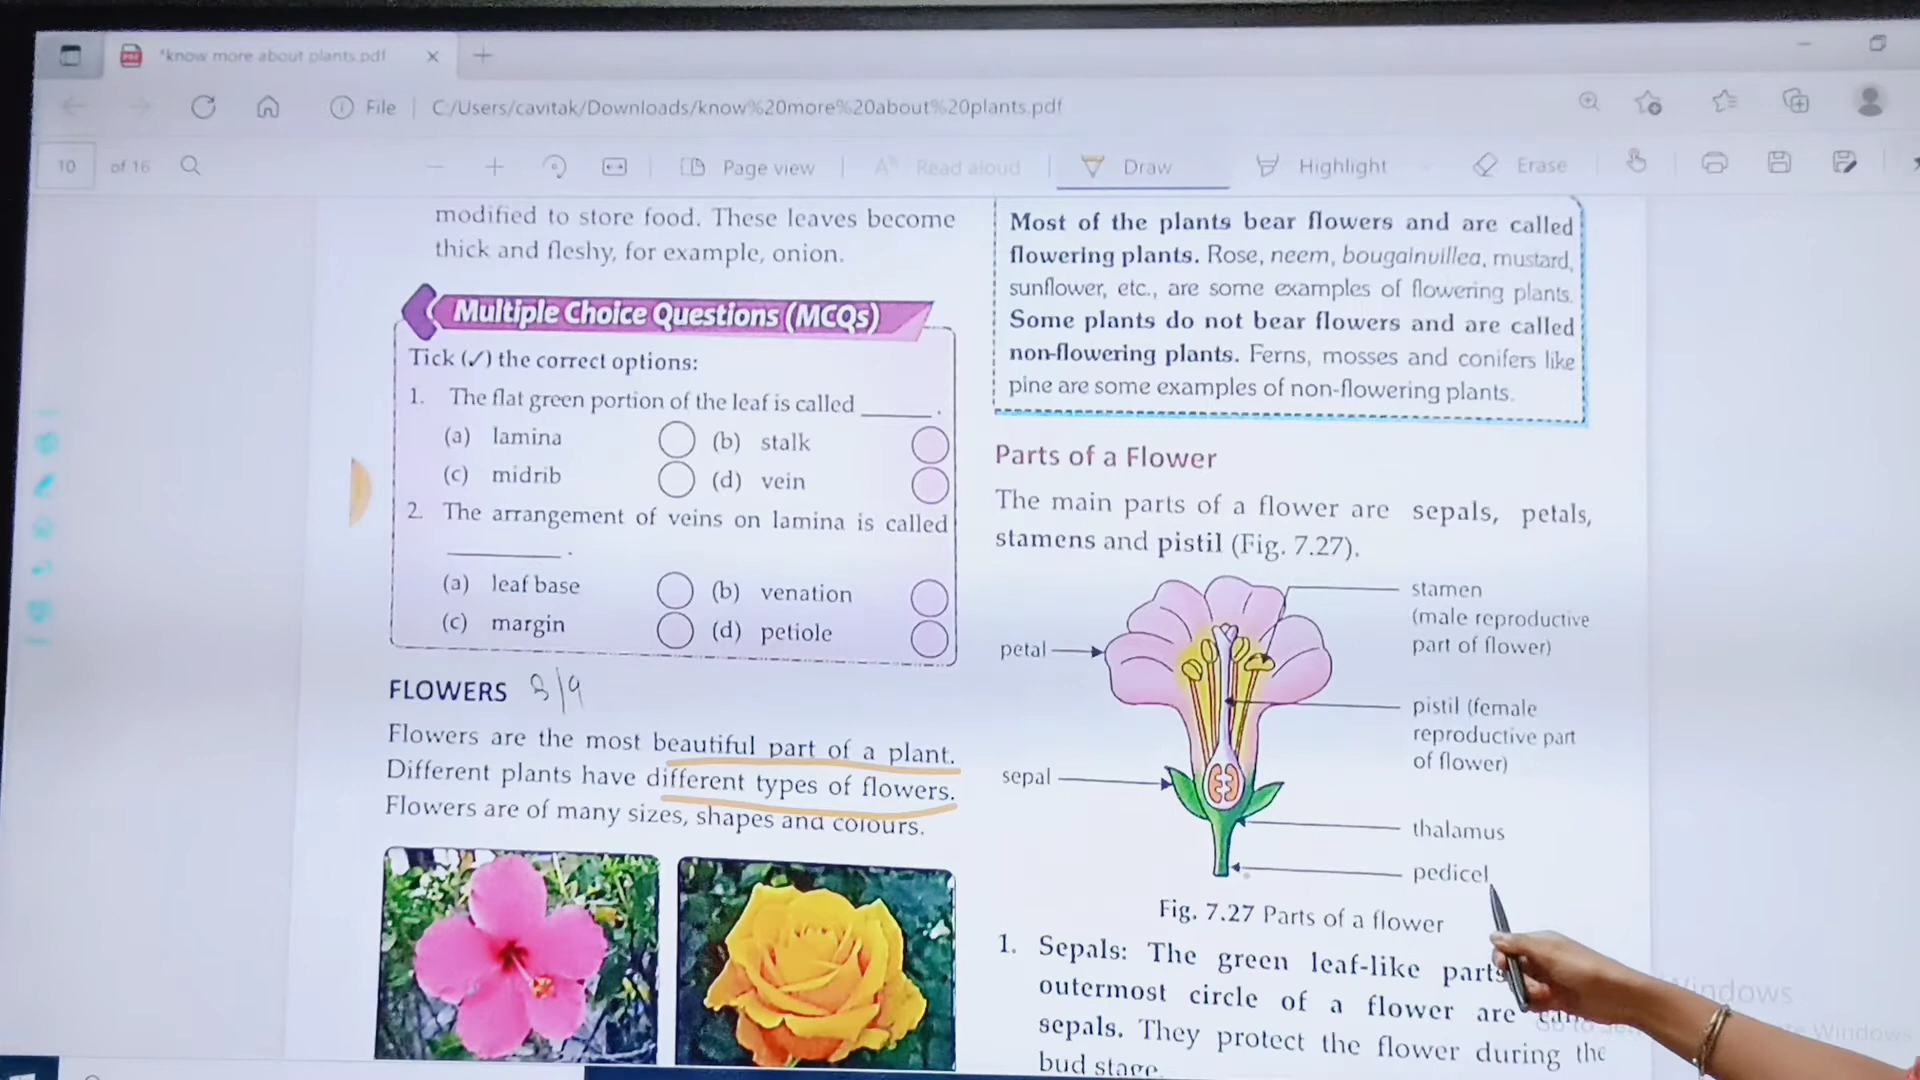 *know more about plants.pdf
File
C:/Users/cavitak/Downloads/know%20more%20about%20plants.pdf
10 of 16
Page view
Read aloud
Draw
Highlight
Erase
modified to store food. These leaves become
thick and fleshy, for example, onion.
Multiple Choice Questions (MCQs)
Tick (✓) the correct options:
1. The flat green portion of the leaf is called ______.
(a) lamina (b) stalk
(c) midrib (d) vein
2. The arrangement of veins on lamina is called
__________.
(a) leaf base (b) venation
(c) margin (d) petiole
FLOWERS 8/9
Flowers are the most beautiful part of a plant.
Different plants have different types of flowers.
Flowers are of many sizes, shapes and colours.
Most of the plants bear flowers and are called
flowering plants. Rose, neem, bougainvillea, mustard,
sunflower, etc., are some examples of flowering plants.
Some plants do not bear flowers and are called
non-flowering plants. Ferns, mosses and conifers like
pine are some examples of non-flowering plants.
Parts of a Flower
The main parts of a flower are sepals, petals,
stamens and pistil (Fig. 7.27).
stamen
(male reproductive
part of flower)
petal
pistil (female
reproductive part
of flower)
sepal
thalamus
pedicel
Fig. 7.27 Parts of a flower
1. Sepals: The green leaf-like parts
outermost circle of a flower are
sepals. They protect the flower during the
bud stage.
Windows
Windows